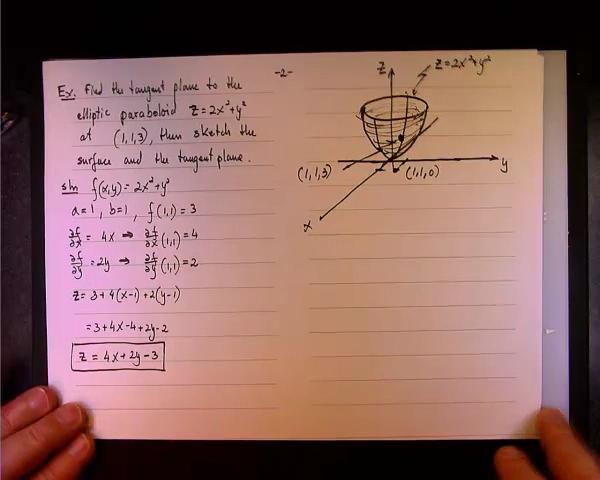 -2-
Ex. Find the tangent plane to the
elliptic paraboloid z=2x²+y²
at (1,1,3), then sketch the
surface and the tangent plane.
sln f(x,y)=2x²+y²
a=1, b=1, f(1,1)=3
∂f/∂x = 4x → ∂f/∂x (1,1)=4
∂f/∂y = 2y → ∂f/∂y (1,1)=2
z=3+4(x-1)+2(y-1)
=3+4x-4+2y-2
z = 4x+2y-3
z
z=2x²+y²
(1,1,3)
(1,1,0)
y
x